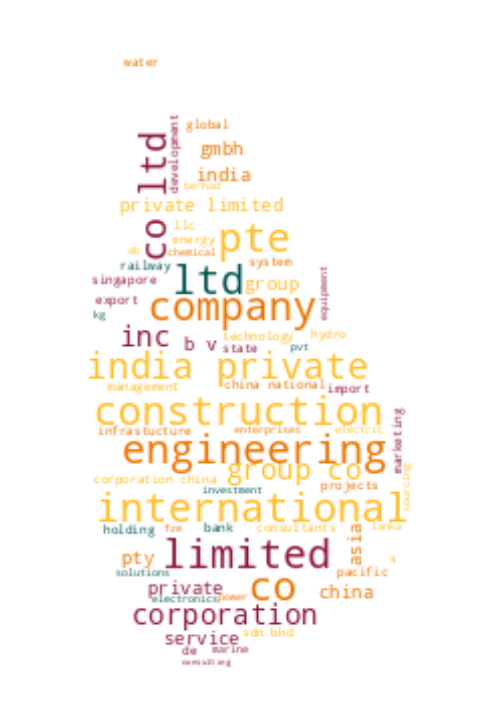 water
global
development
co ltd
gmbh
india
berhad
private limited
llc
pte
energy
ab
chemical
system
railway
ltd
singapore
group
equipment
export
company
kg
inc
b v
technology
hydro
state
pvt
india private
management
china national
import
construction
infrastucture
enterprises
electric
marketing
engineering
group co
corporation china
projects
sourcing
investment
international
holding
fze
bank
consultants
lanka
asia
limited
pty
s
solutions
pacific
private
co
electronics
power
china
corporation
service
sdn bhd
de
marine
consulting